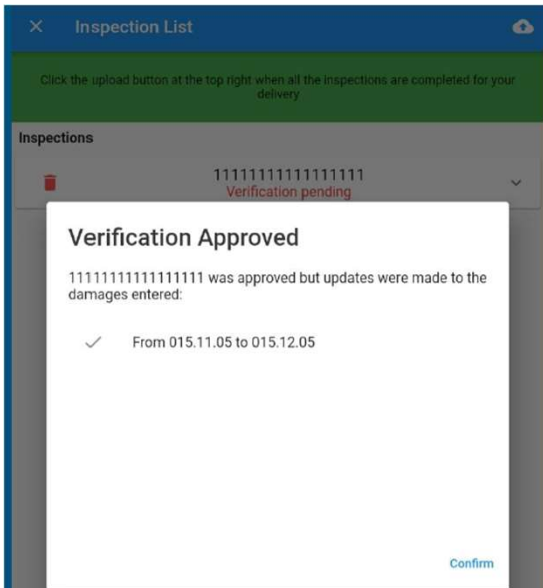 Inspection List
Click the upload button at the top right when all the inspections are completed for your
delivery
Inspections
11111111111111111
Verification pending
Verification Approved
11111111111111111 was approved but updates were made to the
damages entered:
From 015.11.05 to 015.12.05
Confirm